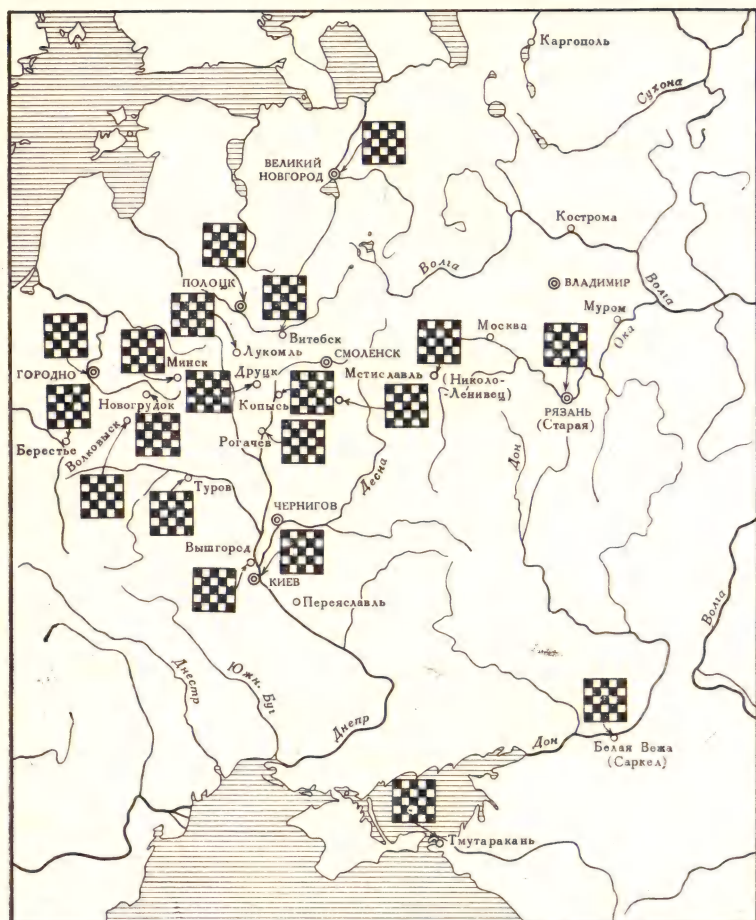 Каргополь
Сухона
ВЕЛИКИЙ
НОВГОРОД
Кострома
Волга
ВЛАДИМИР
Волга
ПОЛОЦК
Муром
Ока
Витебск
Москва
Лукомль
СМОЛЕНСК
ГОРОДНО
Минск
Друцк
Мстиславль
(Николо-
Ле́нивец)
Новогрудок
Копысь
РЯЗАНЬ
(Старая)
Берестье
Волковыск
Рогачев
Дон
Десна
Туров
ЧЕРНИГОВ
Вышгород
КИЕВ
Переяславль
Волга
Днестр
Южн. Буг
Днепр
Дон
Белая Вежа
(Саркел)
Тмутаракань